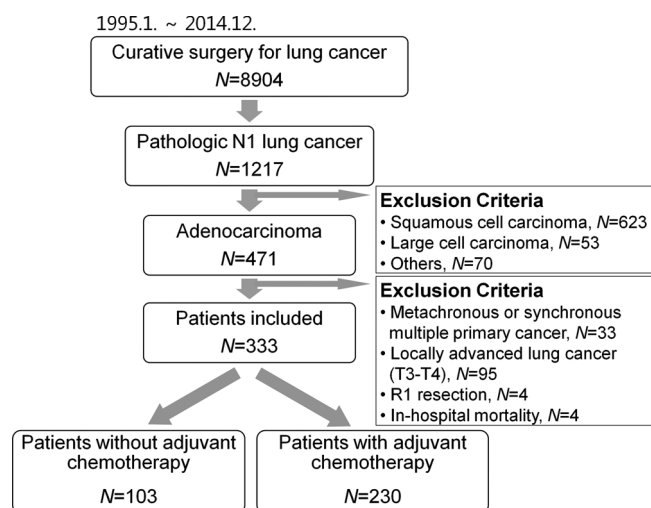 1995.1. ~ 2014.12.
Curative surgery for lung cancer
N=8904
Pathologic N1 lung cancer
N=1217
Exclusion Criteria
• Squamous cell carcinoma, N=623
• Large cell carcinoma, N=53
• Others, N=70
Adenocarcinoma
N=471
Exclusion Criteria
• Metachronous or synchronous
multiple primary cancer, N=33
• Locally advanced lung cancer
(T3-T4), N=95
• R1 resection, N=4
• In-hospital mortality, N=4
Patients included
N=333
Patients without adjuvant
chemotherapy
N=103
Patients with adjuvant
chemotherapy
N=230